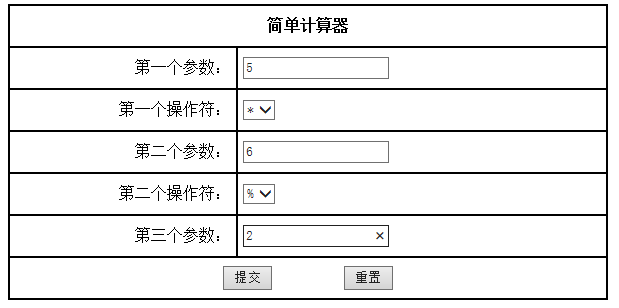 简单计算器
第一个参数： 5
第一个操作符： *
第二个参数： 6
第二个操作符： %
第三个参数： 2 ×
提交 重置